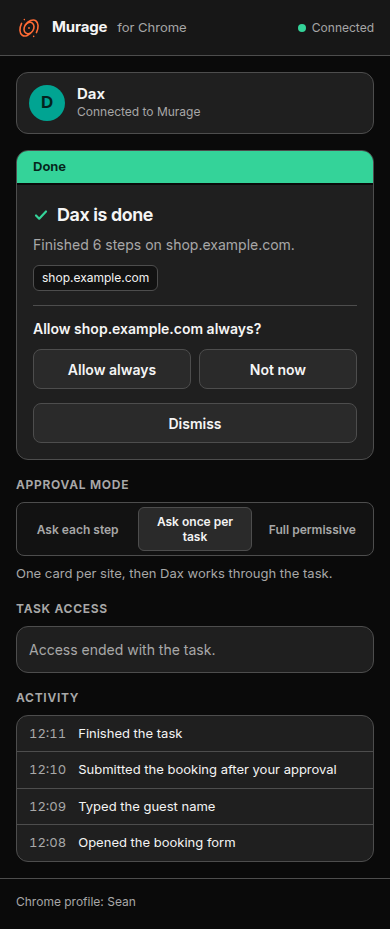 Murage for Chrome
Connected
D
Dax
Connected to Murage
Done
Dax is done
Finished 6 steps on shop.example.com.
shop.example.com
Allow shop.example.com always?
Allow always
Not now
Dismiss
APPROVAL MODE
Ask each step
Ask once per
task
Full permissive
One card per site, then Dax works through the task.
TASK ACCESS
Access ended with the task.
ACTIVITY
12:11 Finished the task
12:10 Submitted the booking after your approval
12:09 Typed the guest name
12:08 Opened the booking form
Chrome profile: Sean